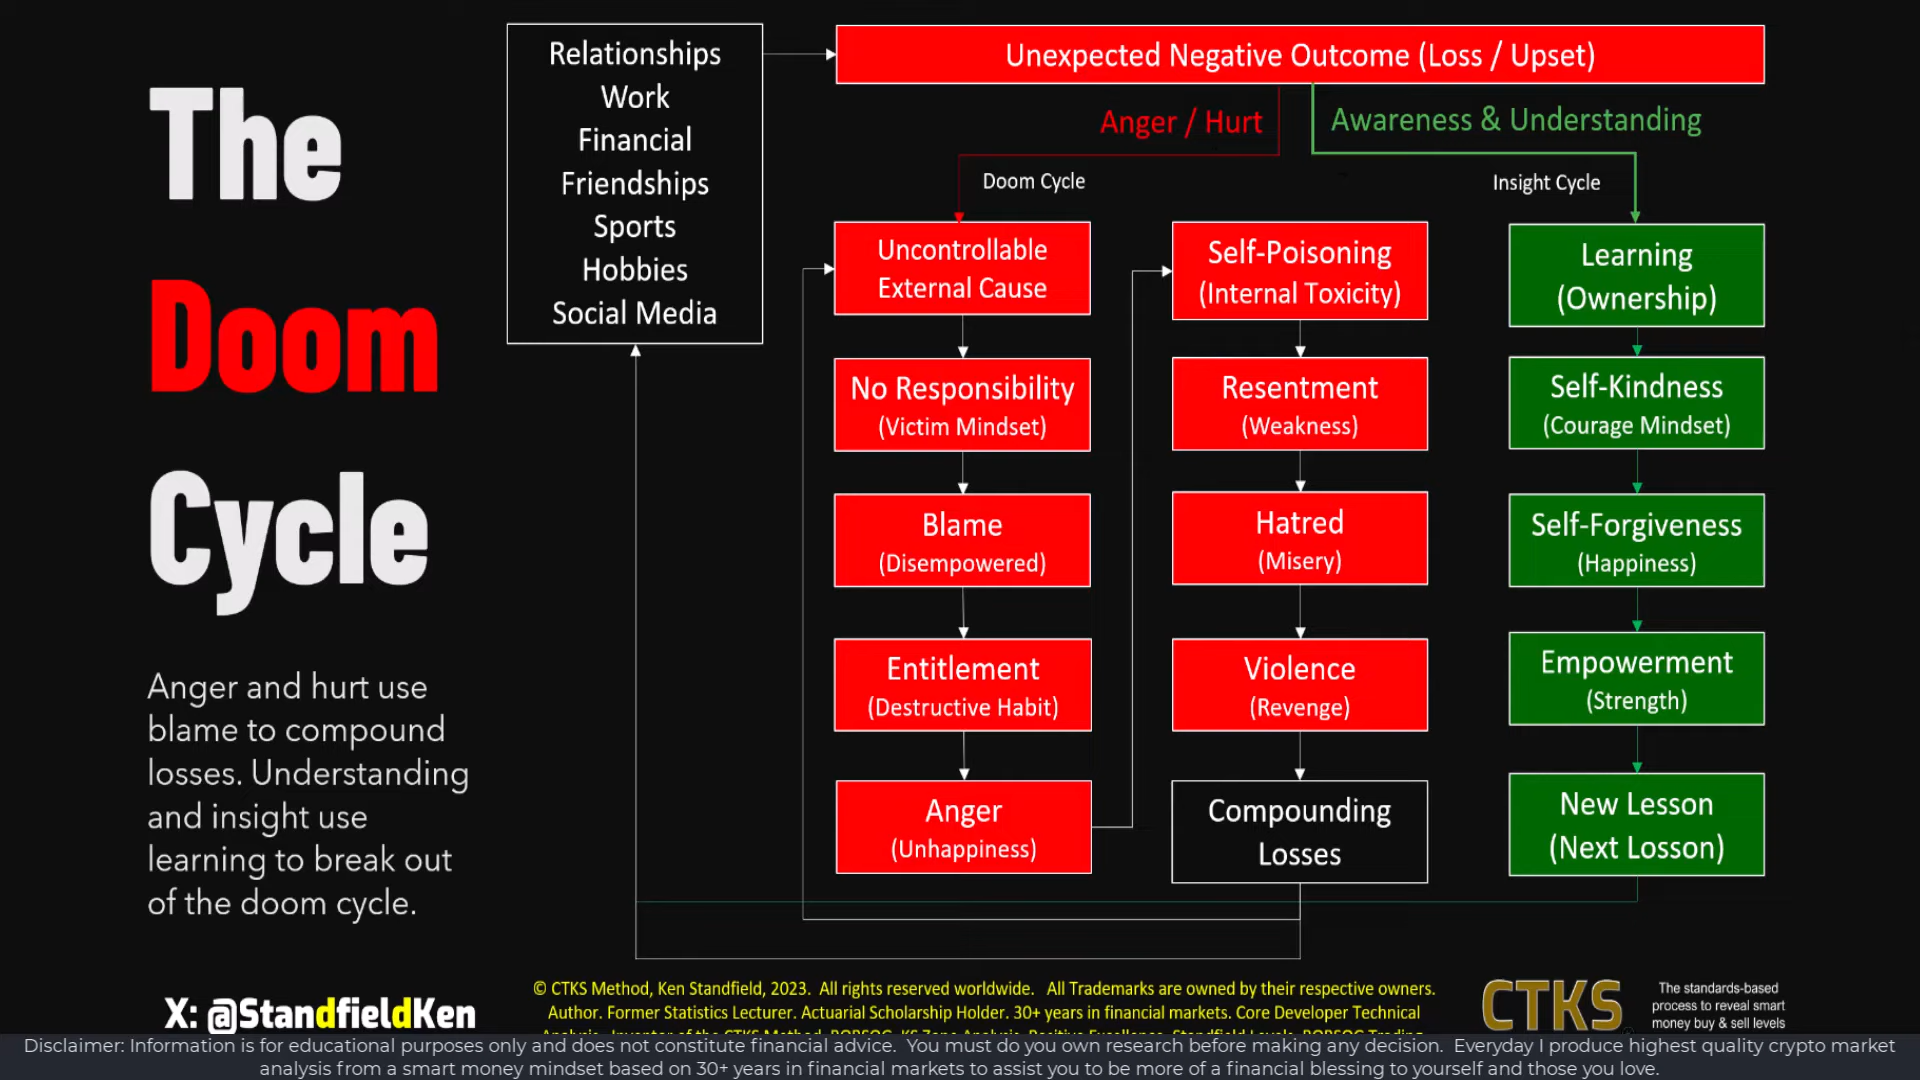 The
Doom
Cycle
Anger and hurt use
blame to compound
losses. Understanding
and insight use
learning to break out
of the doom cycle.
X: @StandfieldKen
Relationships
Work
Financial
Friendships
Sports
Hobbies
Social Media
Unexpected Negative Outcome (Loss / Upset)
Anger / Hurt
Awareness & Understanding
Doom Cycle
Insight Cycle
Uncontrollable
External Cause
No Responsibility
(Victim Mindset)
Blame
(Disempowered)
Entitlement
(Destructive Habit)
Anger
(Unhappiness)
Self-Poisoning
(Internal Toxicity)
Resentment
(Weakness)
Hatred
(Misery)
Violence
(Revenge)
Compounding
Losses
Learning
(Ownership)
Self-Kindness
(Courage Mindset)
Self-Forgiveness
(Happiness)
Empowerment
(Strength)
New Lesson
(Next Losson)
© CTKS Method, Ken Standfield, 2023. All rights reserved worldwide. All Trademarks are owned by their respective owners.
Author. Former Statistics Lecturer. Actuarial Scholarship Holder. 30+ years in financial markets. Core Developer Technical
CTKS
The standards-based
process to reveal smart
money buy & sell levels
Disclaimer: Information is for educational purposes only and does not constitute financial advice. You must do you own research before making any decision. Everyday I produce highest quality crypto market
analysis from a smart money mindset based on 30+ years in financial markets to assist you to be more of a financial blessing to yourself and those you love.